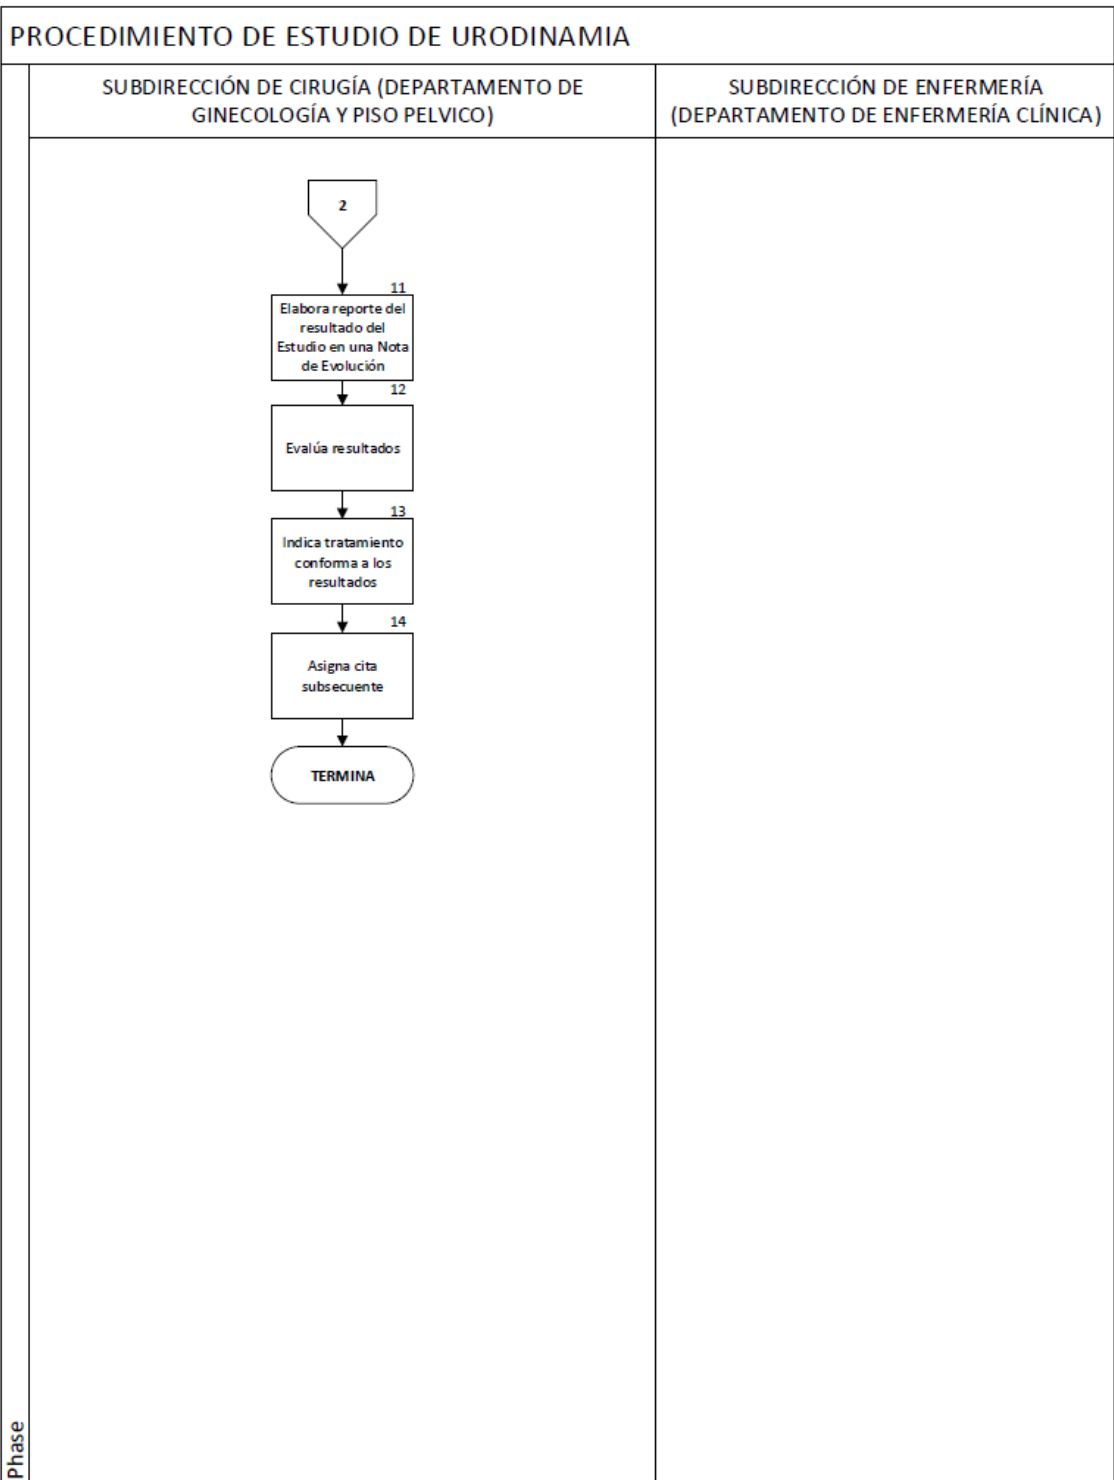 PROCEDIMIENTO DE ESTUDIO DE URODINAMIA
SUBDIRECCIÓN DE CIRUGÍA (DEPARTAMENTO DE
GINECOLOGÍA Y PISO PELVICO)
SUBDIRECCIÓN DE ENFERMERÍA
(DEPARTAMENTO DE ENFERMERÍA CLÍNICA)
2
11
Elabora reporte del
resultado del
Estudio en una Nota
de Evolución
12
Evalúa resultados
13
Indica tratamiento
conforma a los
resultados
14
Asigna cita
subsecuente
TERMINA
Phase